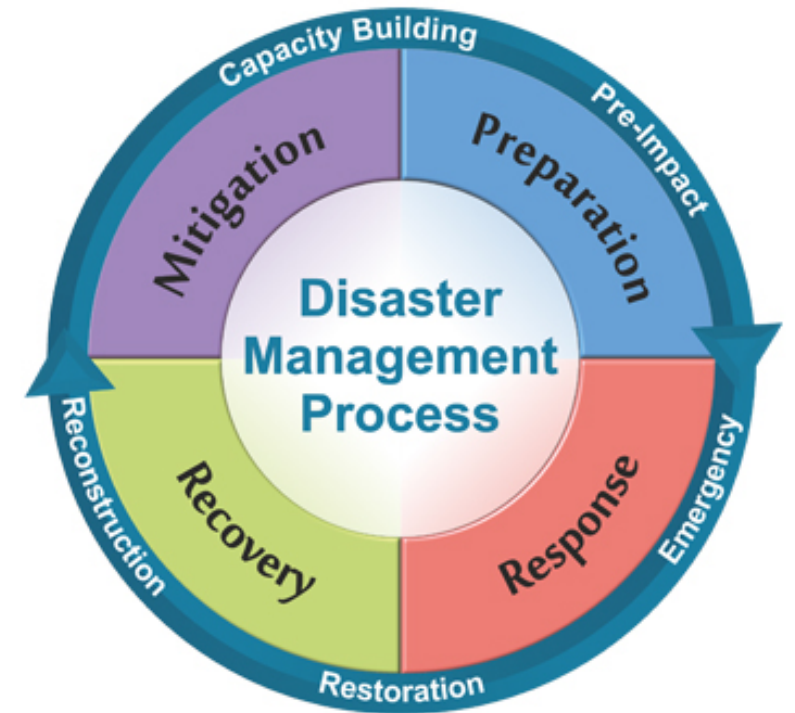 Capacity Building
Pre-Impact
Mitigation
Preparation
Disaster
Management
Process
Recovery
Response
Reconstruction
Emergency
Restoration